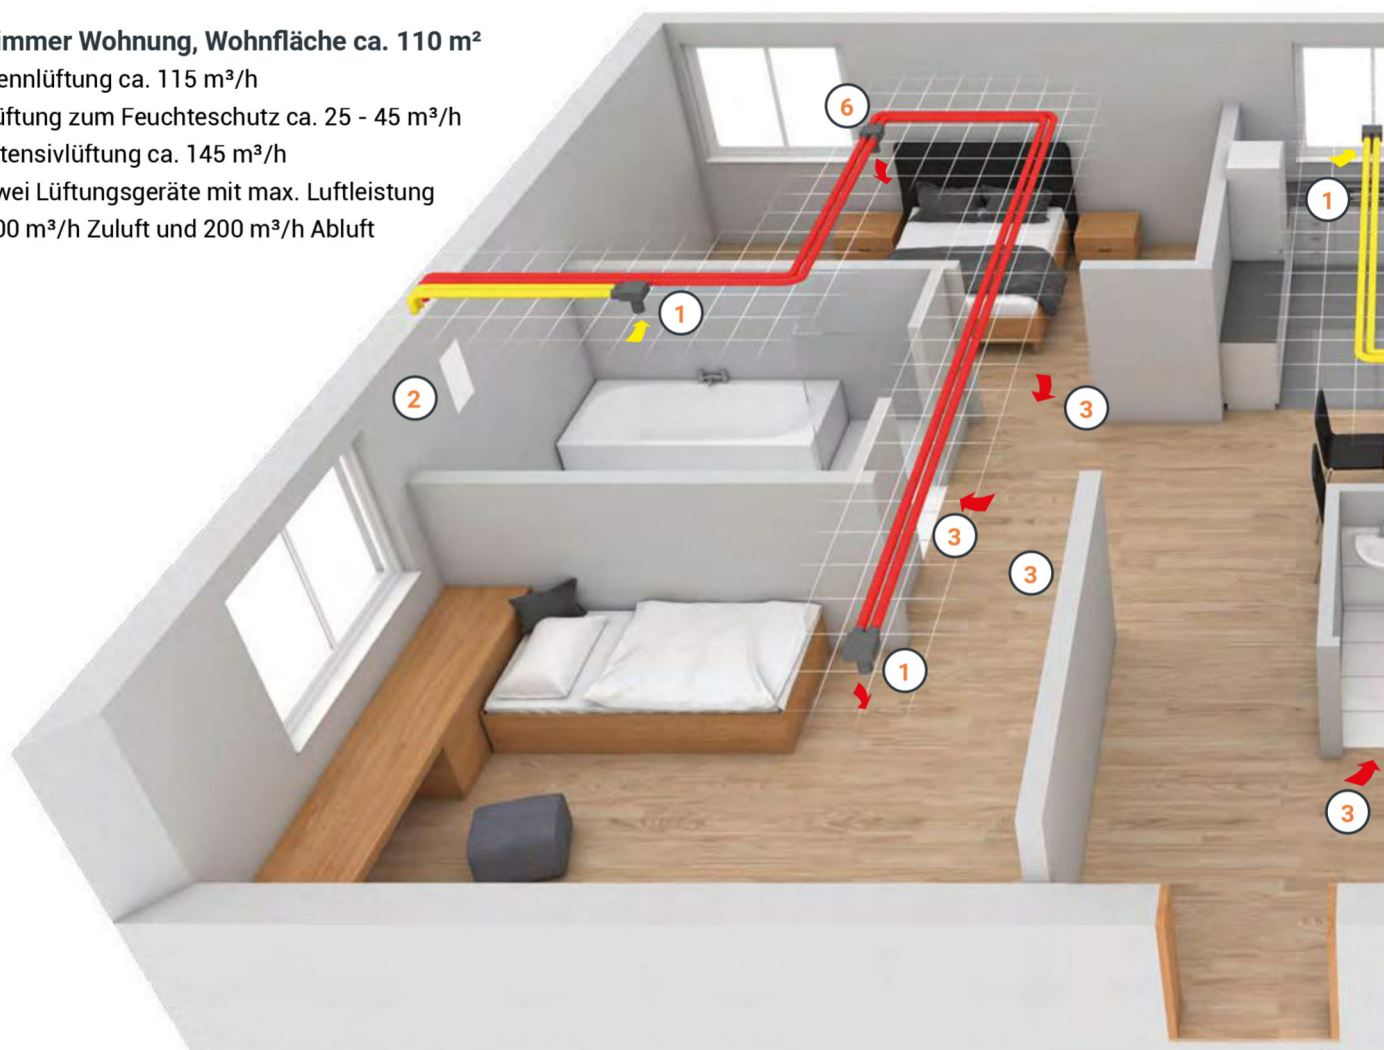 immer Wohnung, Wohnfläche ca. 110 m²
ennlüftung ca. 115 m³/h
üftung zum Feuchteschutz ca. 25 - 45 m³/h
tensivlüftung ca. 145 m³/h
wei Lüftungsgeräte mit max. Luftleistung
00 m³/h Zuluft und 200 m³/h Abluft
6
1
1
2
3
3
3
1
3